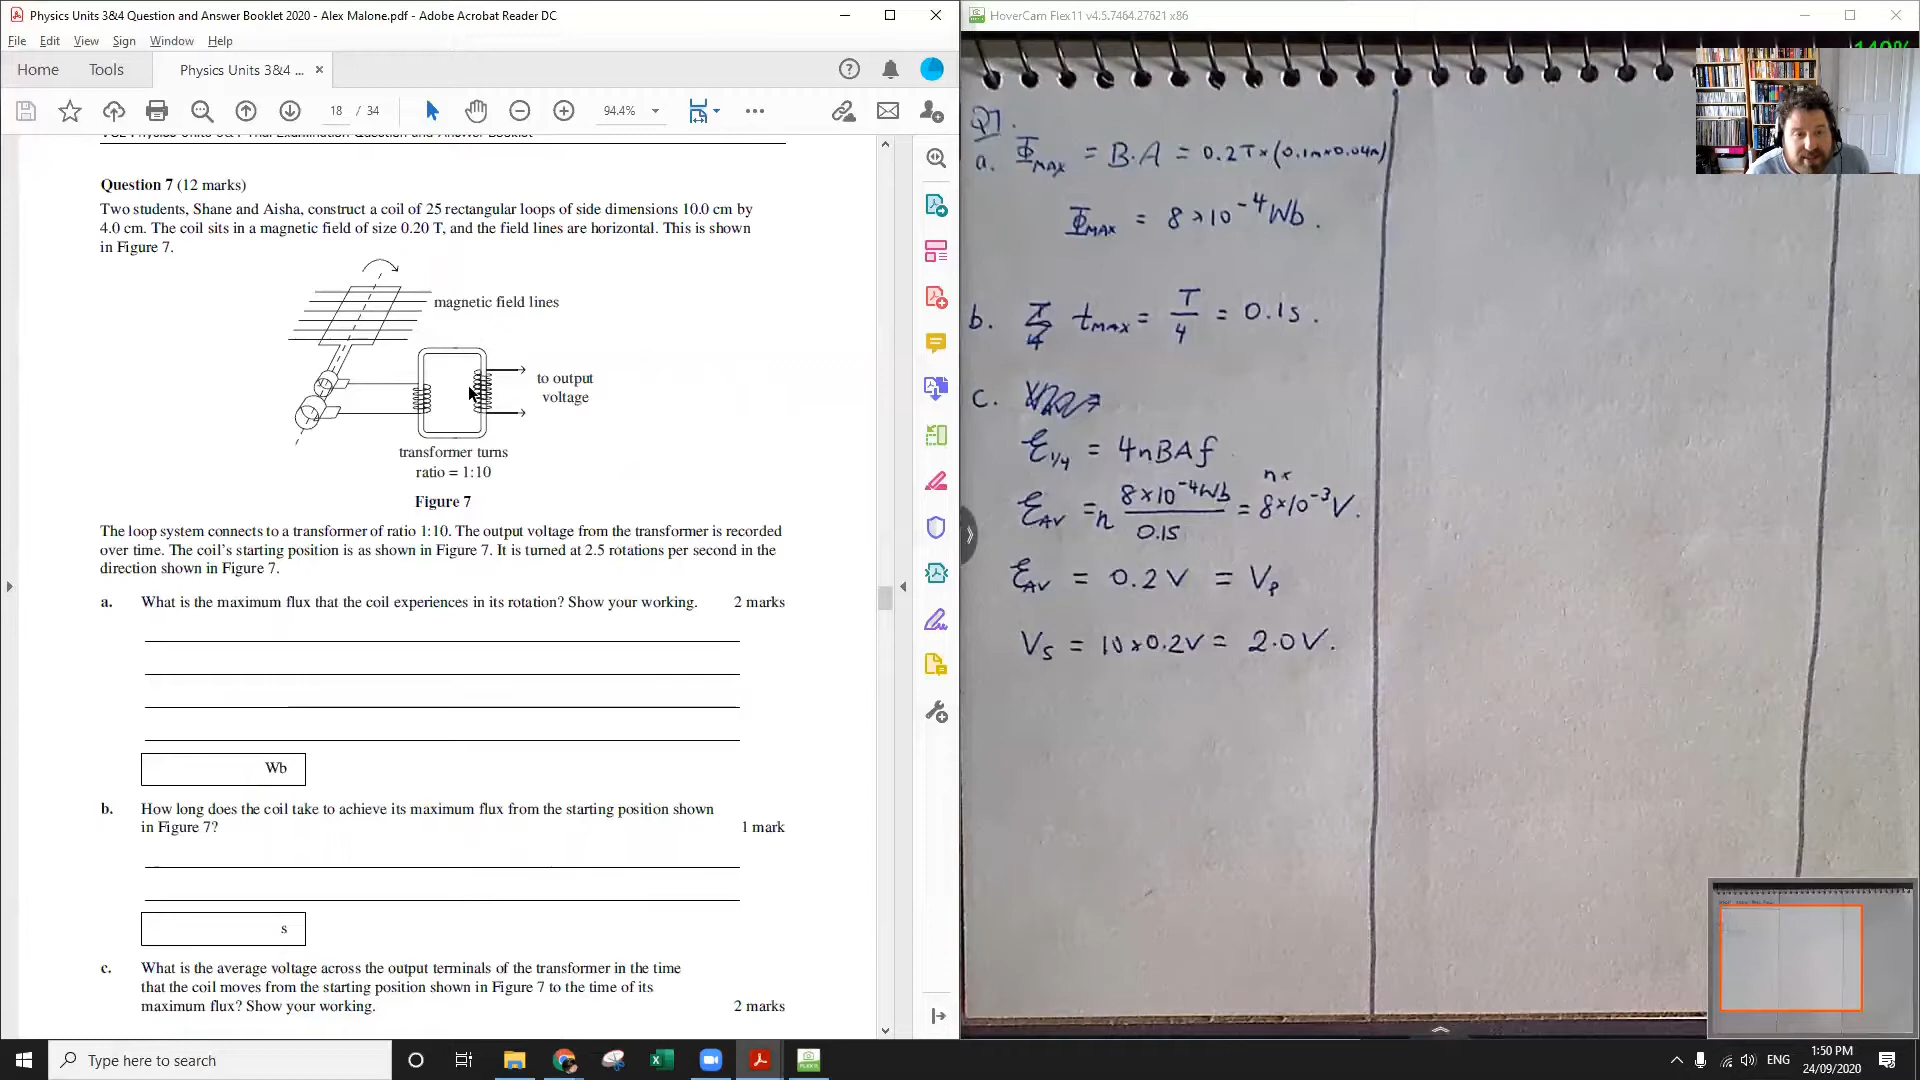 Physics Units 3&4 Question and Answer Booklet 2020 - Alex Malone.pdf - Adobe Acrobat Reader DC
File Edit View Sign Window Help
Home Tools Physics Units 3&4 ... ×
18 / 34 94.4%
Question 7 (12 marks)
Two students, Shane and Aisha, construct a coil of 25 rectangular loops of side dimensions 10.0 cm by
4.0 cm. The coil sits in a magnetic field of size 0.20 T, and the field lines are horizontal. This is shown
in Figure 7.
magnetic field lines
to output
voltage
transformer turns
ratio = 1:10
Figure 7
The loop system connects to a transformer of ratio 1:10. The output voltage from the transformer is recorded
over time. The coil's starting position is as shown in Figure 7. It is turned at 2.5 rotations per second in the
direction shown in Figure 7.
a. What is the maximum flux that the coil experiences in its rotation? Show your working. 2 marks
Wb
b. How long does the coil take to achieve its maximum flux from the starting position shown
in Figure 7? 1 mark
s
c. What is the average voltage across the output terminals of the transformer in the time
that the coil moves from the starting position shown in Figure 7 to the time of its
maximum flux? Show your working. 2 marks
HoverCam Flex11 v4.5.7464.27621 x86
Q7.
a. Φmax = B.A = 0.2T×(0.1m×0.04m)
Φmax = 8×10⁻⁴Wb.
b. tmax = T/4 = 0.1s.
c.
ℰ1/4 = 4nBAf
n×
ℰAV = n 8×10⁻⁴Wb/0.1s = 8×10⁻³V.
ℰAV = 0.2V = Vp
Vs = 10×0.2V = 2.0V.
Type here to search
ENG
1:50 PM
24/09/2020